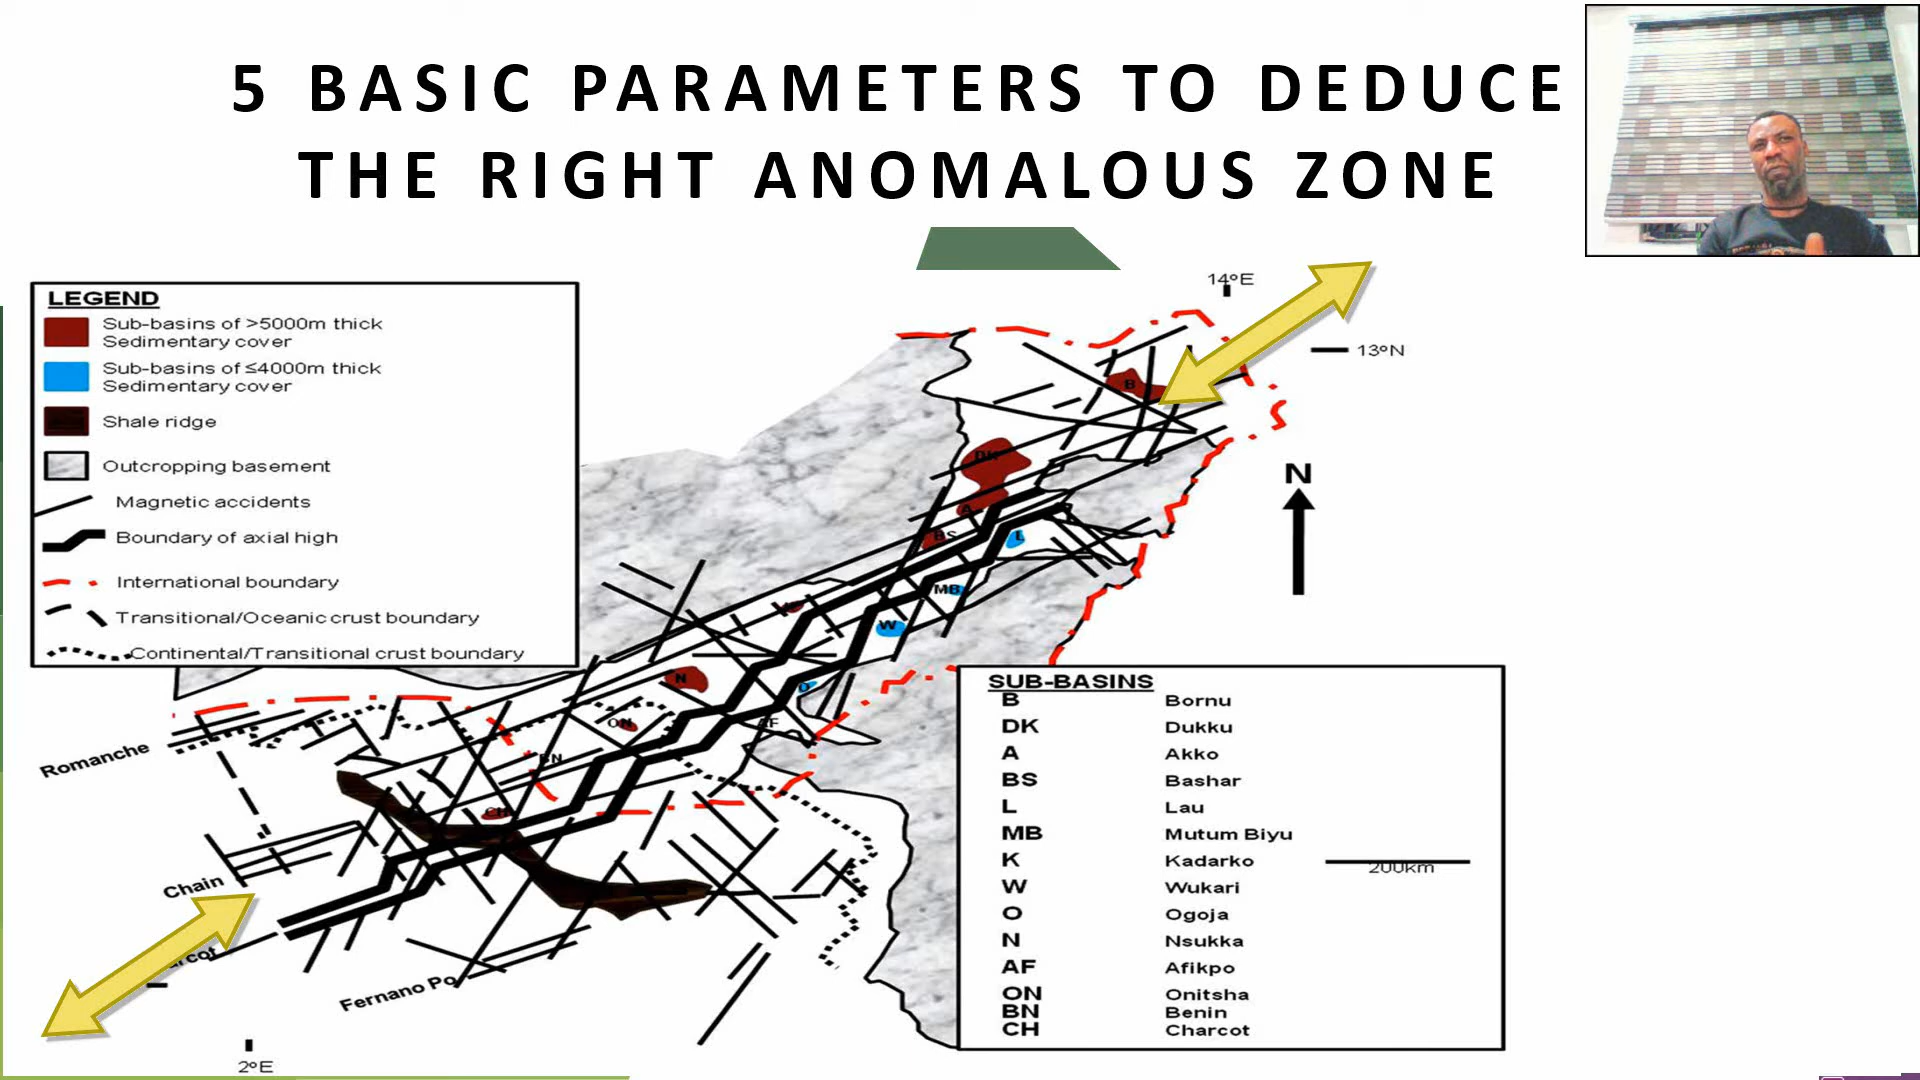 5 BASIC PARAMETERS TO DEDUCE
THE RIGHT ANOMALOUS ZONE
LEGEND
Sub-basins of >5000m thick
Sedimentary cover
Sub-basins of ≤4000m thick
Sedimentary cover
Shale ridge
Outcropping basement
Magnetic accidents
Boundary of axial high
International boundary
Transitional/Oceanic crust boundary
Continental/Transitional crust boundary
14°E
13°N
N
B
DK
A
BS
L
MB
W
N
O
ON
AF
BN
CH
Romanche
Chain
Fernano Po
2°E
SUB-BASINS
B Bornu
DK Dukku
A Akko
BS Bashar
L Lau
MB Mutum Biyu
K Kadarko
W Wukari
O Ogoja
N Nsukka
AF Afikpo
ON Onitsha
BN Benin
CH Charcot
200km